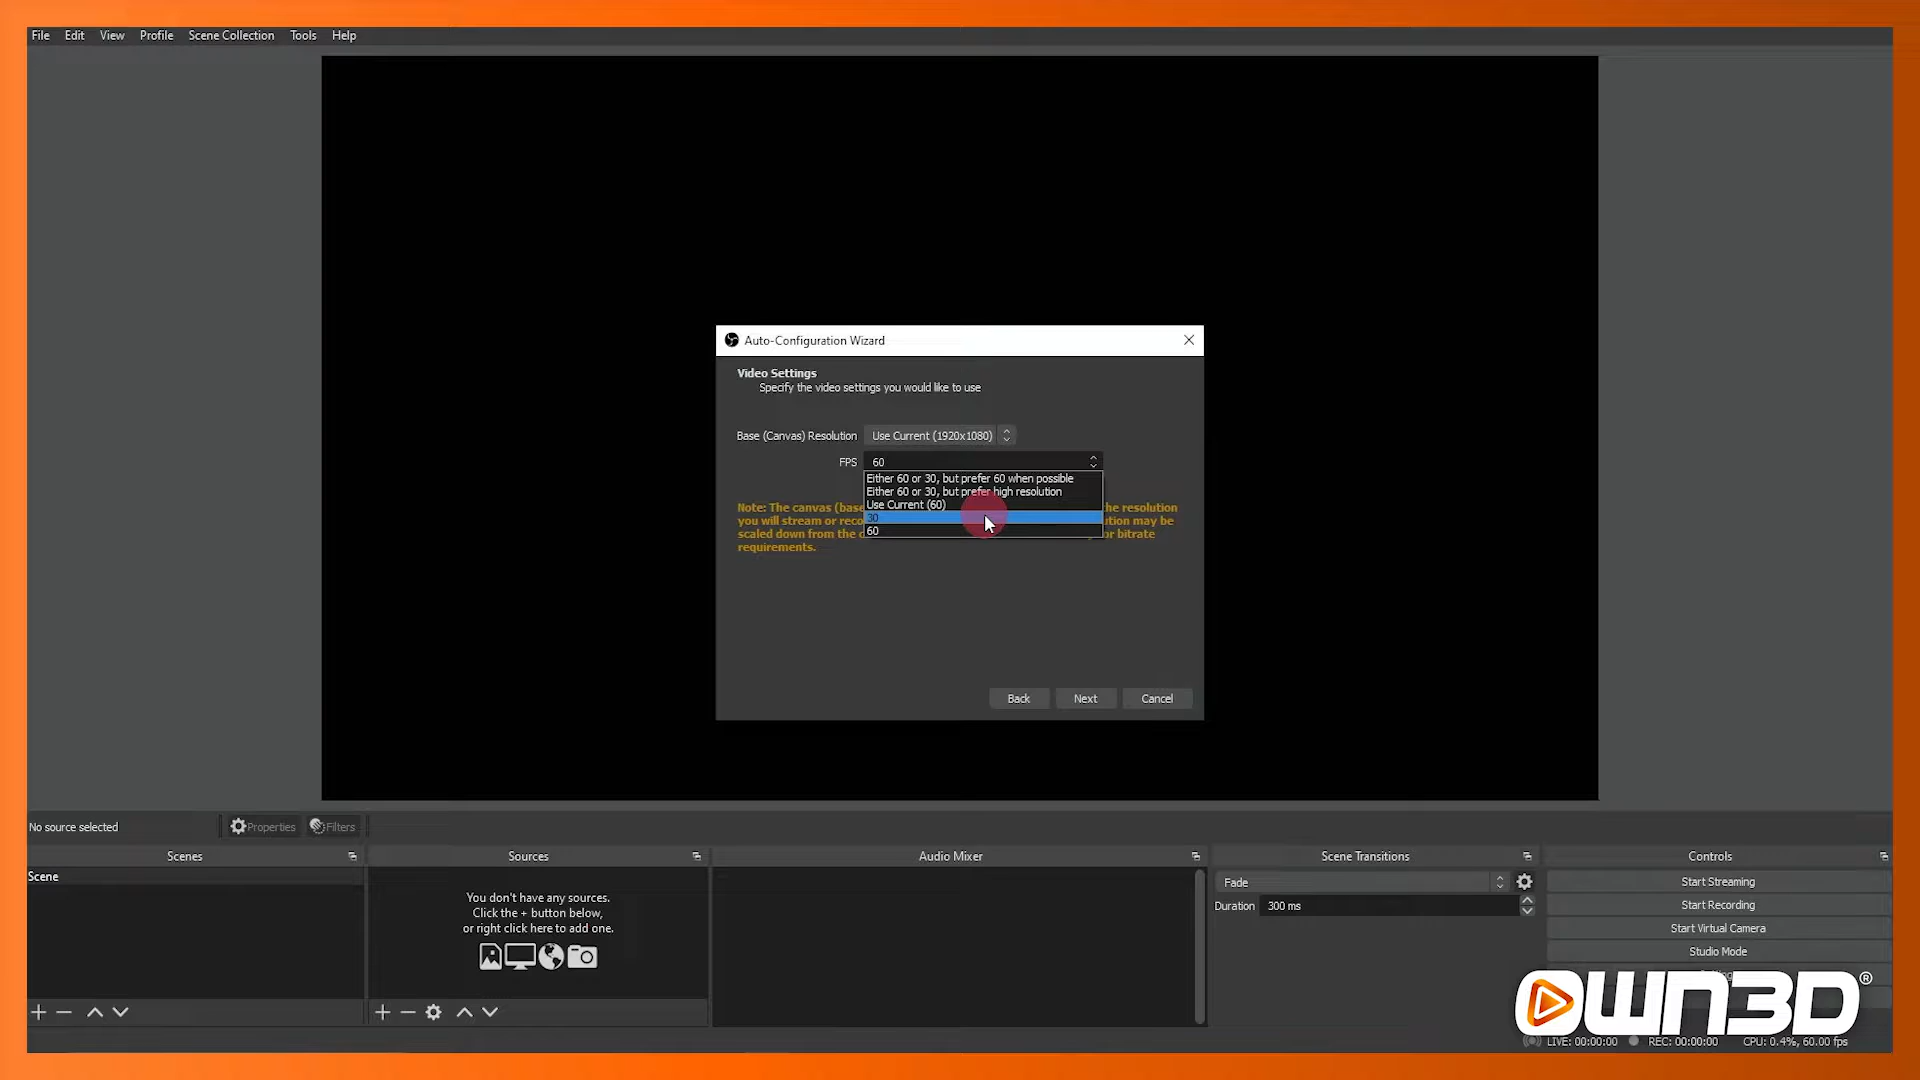 File Edit View Profile Scene Collection Tools Help
Auto-Configuration Wizard
Video Settings
Specify the video settings you would like to use
Base (Canvas) Resolution Use Current (1920x1080)
FPS 60
Either 60 or 30, but prefer 60 when possible
Either 60 or 30, but prefer high resolution
Use Current (60)
30
60
Note: The canvas (base the resolution
you will stream or reco ution may be
scaled down from the c or bitrate
requirements.
Back Next Cancel
No source selected Properties Filters
Scenes Sources Audio Mixer Scene Transitions Controls
Scene
You don't have any sources.
Click the + button below,
or right click here to add one.
Fade
Duration 300 ms
Start Streaming
Start Recording
Start Virtual Camera
Studio Mode
OWN3D®
LIVE: 00:00:00 REC: 00:00:00 CPU: 0.4%, 60.00 fps